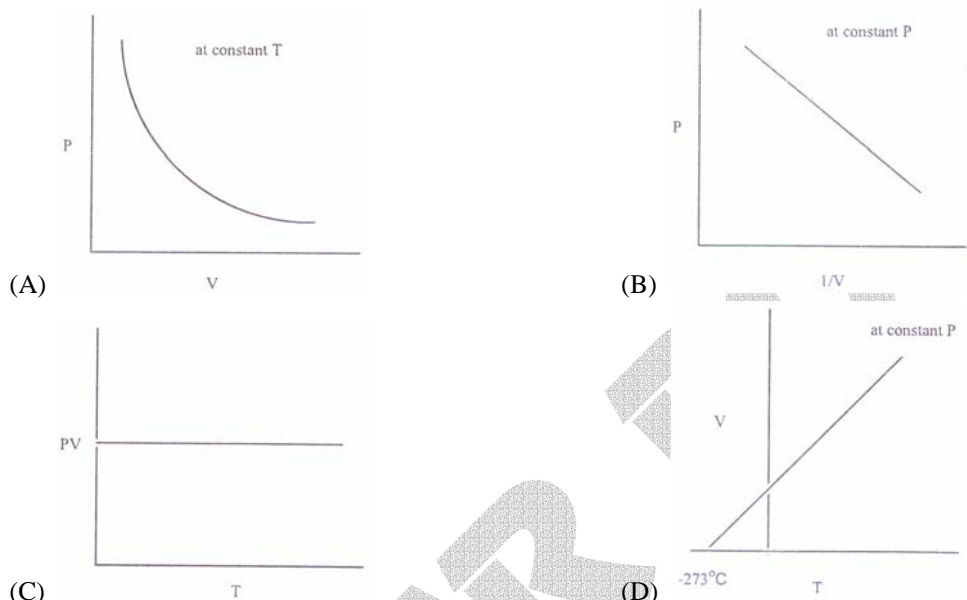 at constant T
P
V
(A)
at constant P
P
1/V
(B)
PV
T
(C)
at constant P
V
-273°C
T
(D)